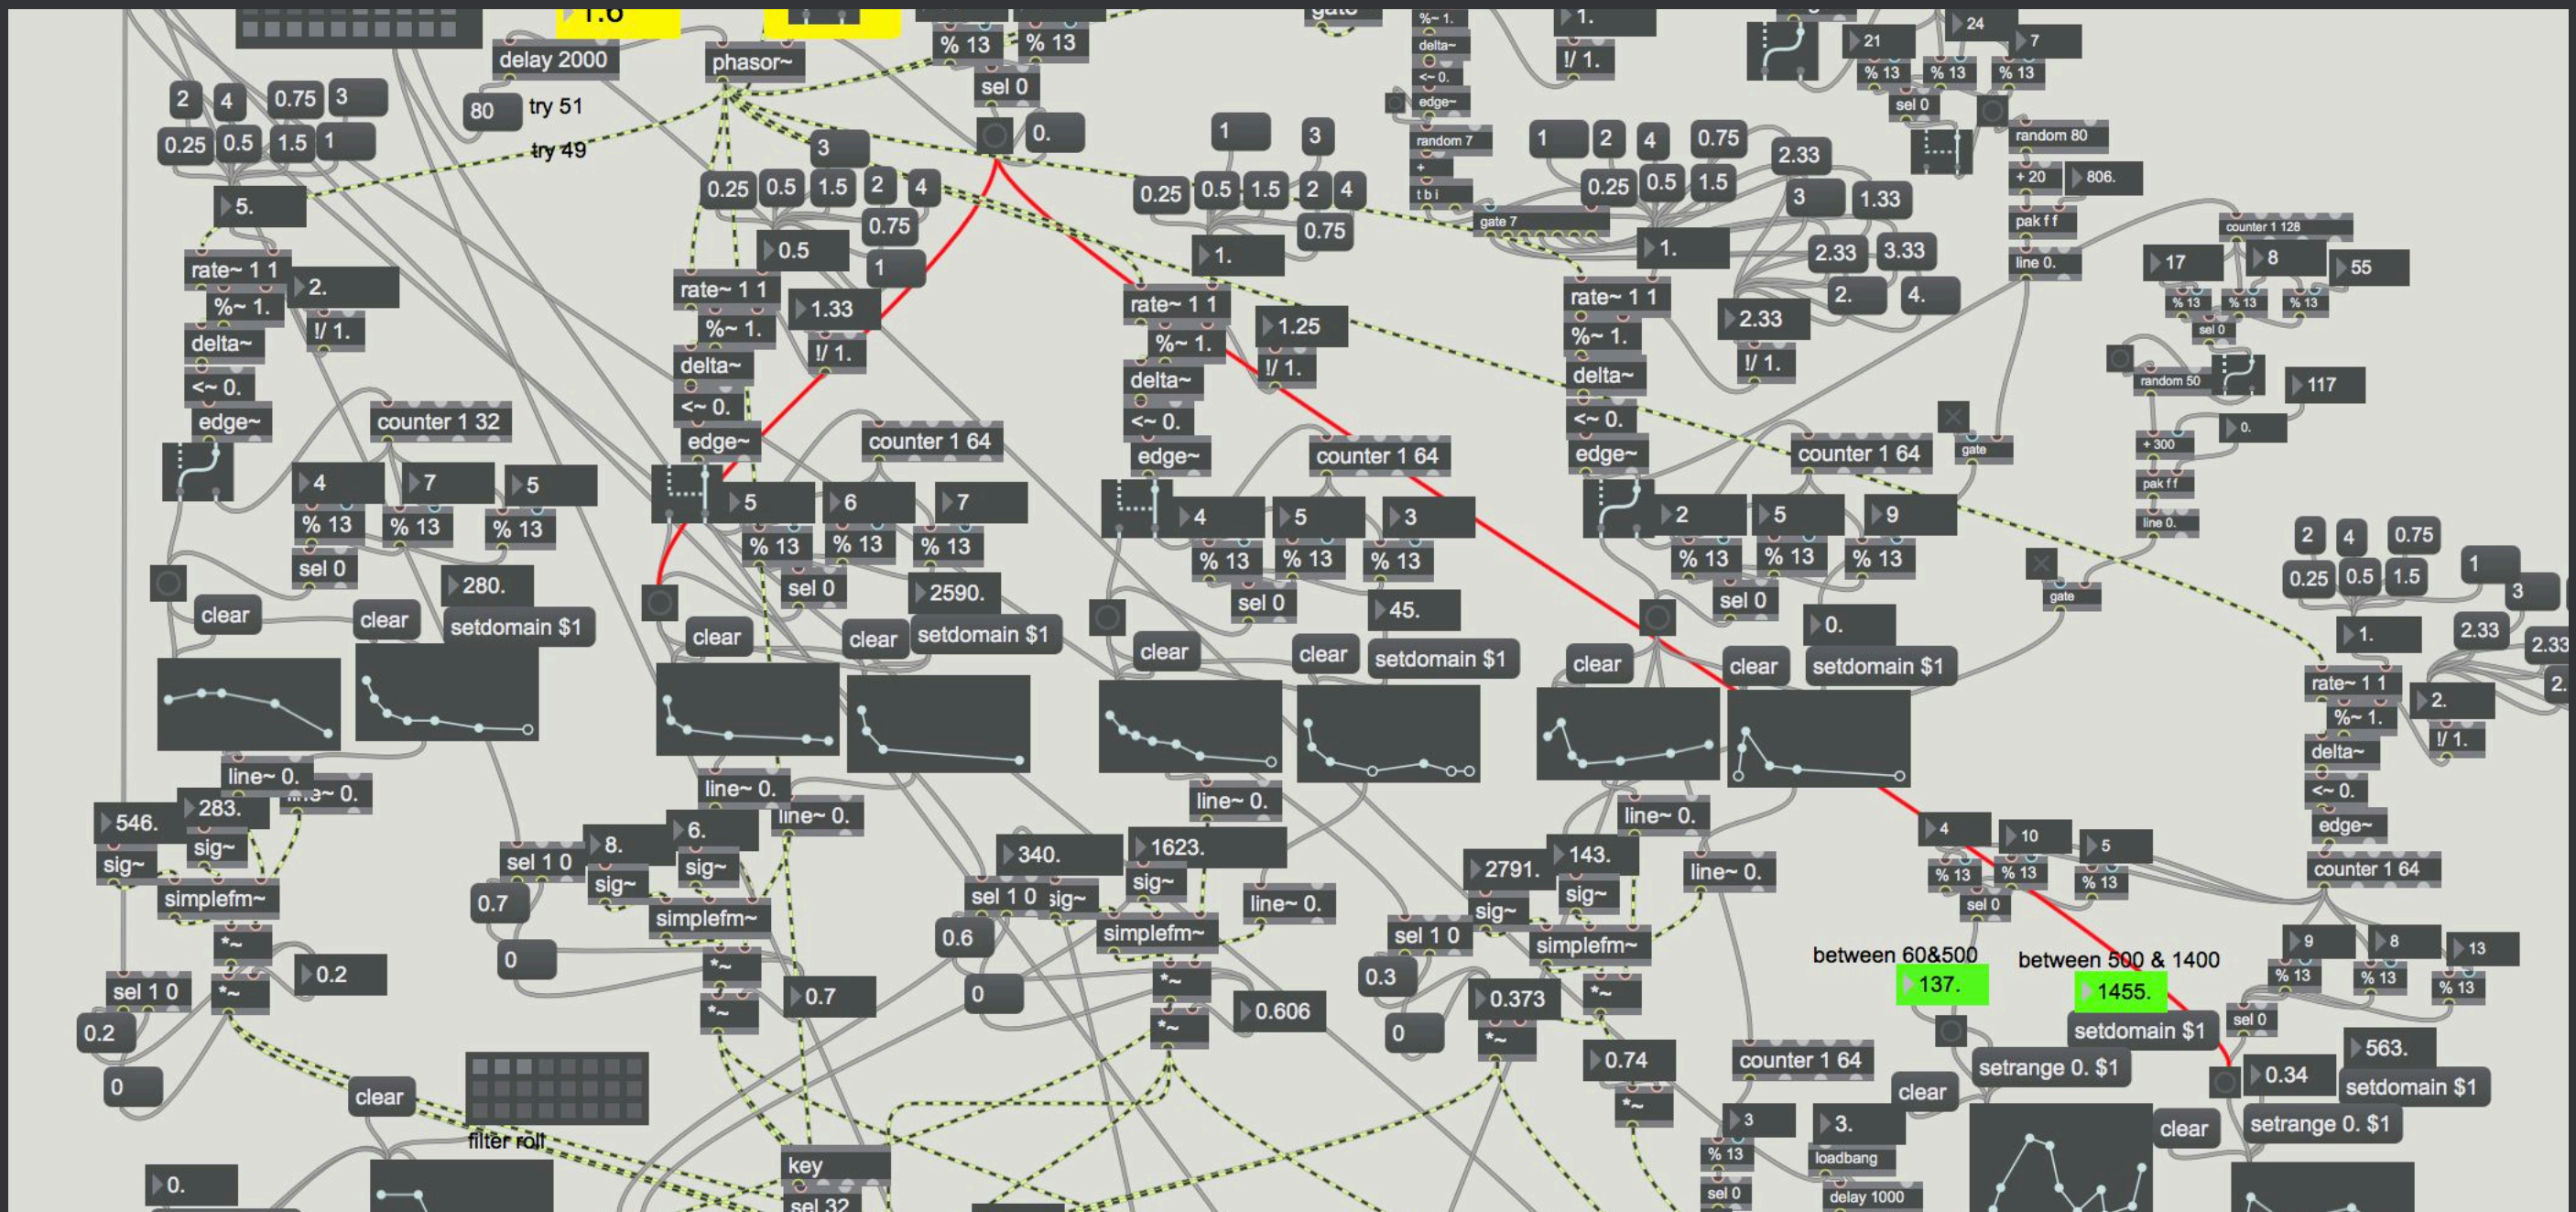 1.6
delay 2000
phasor~
% 13
% 13
sel 0
0.
80
try 51
try 49
2
4
0.75
3
0.25
0.5
1.5
1
5.
rate~ 1 1
%~ 1.
2.
!/ 1.
delta~
<~ 0.
edge~
counter 1 32
4
7
5
% 13
% 13
% 13
sel 0
280.
clear
clear
setdomain $1
line~ 0.
546.
283.
sig~
sig~
simplefm~
*~
*~
0.2
sel 1 0
0.2
0
clear
filter roll
0.
3
0.25
0.5
1.5
2
4
0.75
0.5
1
rate~ 1 1
%~ 1.
1.33
!/ 1.
delta~
<~ 0.
edge~
counter 1 64
5
6
7
% 13
% 13
% 13
sel 0
2590.
clear
clear
setdomain $1
line~ 0.
line~ 0.
8.
6.
sel 1 0
sig~
sig~
0.7
simplefm~
0
*~
*~
0.7
key
sel 32
1
3
0.25
0.5
1.5
2
4
0.75
1.
rate~ 1 1
%~ 1.
1.25
!/ 1.
delta~
<~ 0.
edge~
counter 1 64
4
5
3
% 13
% 13
% 13
sel 0
45.
clear
clear
setdomain $1
line~ 0.
340.
1623.
sel 1 0
sig~
sig~
line~ 0.
0.6
simplefm~
0
*~
*~
0.606
gate
%~ 1.
delta~
<~ 0.
edge~
random 7
+
t b i
gate 7
1.
!/ 1.
1
2
4
0.75
0.25
0.5
1.5
2.33
3
1.33
1.
2.33
3.33
2.
4.
rate~ 1 1
%~ 1.
2.33
!/ 1.
delta~
<~ 0.
edge~
counter 1 64
gate
2
5
9
% 13
% 13
% 13
sel 0
0.
clear
clear
setdomain $1
line~ 0.
line~ 0.
2791.
143.
sig~
sig~
sel 1 0
simplefm~
0.3
0
0.373
*~
*~
0.74
*~
counter 1 64
3
% 13
sel 0
3.
loadbang
delay 1000
24
21
7
% 13
% 13
% 13
sel 0
random 80
+ 20
806.
pak f f
line 0.
counter 1 128
17
8
55
% 13
% 13
% 13
sel 0
random 50
117
0.
+ 300
pak f f
line 0.
gate
2
4
0.75
0.25
0.5
1.5
1
3
1.
2.33
2.33
2.
rate~ 1 1
%~ 1.
2.
!/ 1.
delta~
<~ 0.
edge~
counter 1 64
4
10
5
% 13
% 13
% 13
sel 0
between 60&500
137.
between 500 & 1400
1455.
setdomain $1
setrange 0. $1
clear
9
8
13
% 13
% 13
% 13
sel 0
563.
0.34
setdomain $1
clear
setrange 0. $1